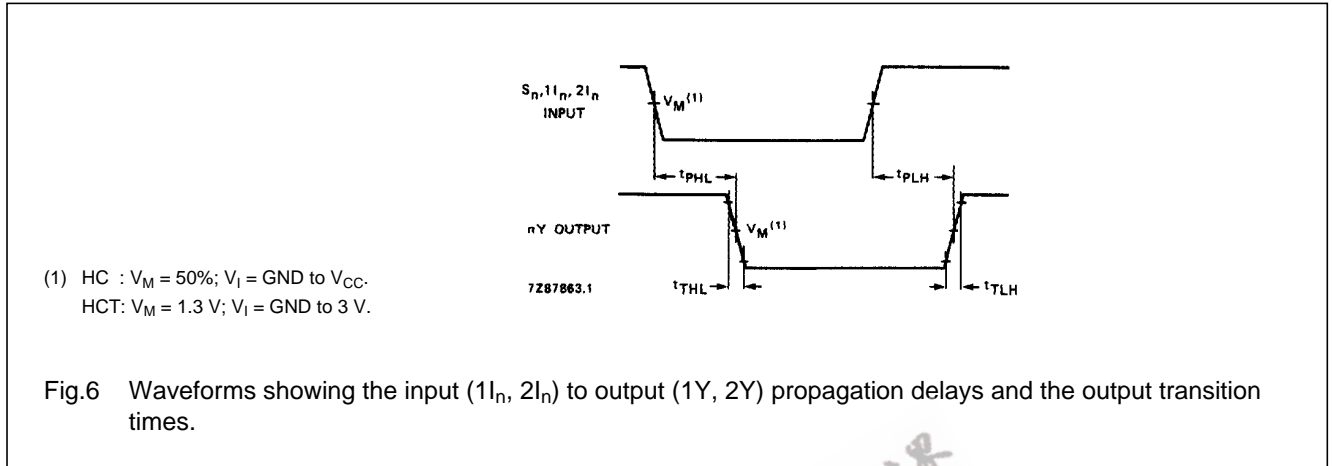 Sn, 1In, 2In
INPUT
VM(1)
tPHL
tPLH
nY OUTPUT
VM(1)
(1) HC : VM = 50%; VI = GND to VCC.
HCT: VM = 1.3 V; VI = GND to 3 V.
7Z87863.1
tTHL
tTLH
Fig.6 Waveforms showing the input (1In, 2In) to output (1Y, 2Y) propagation delays and the output transition
times.